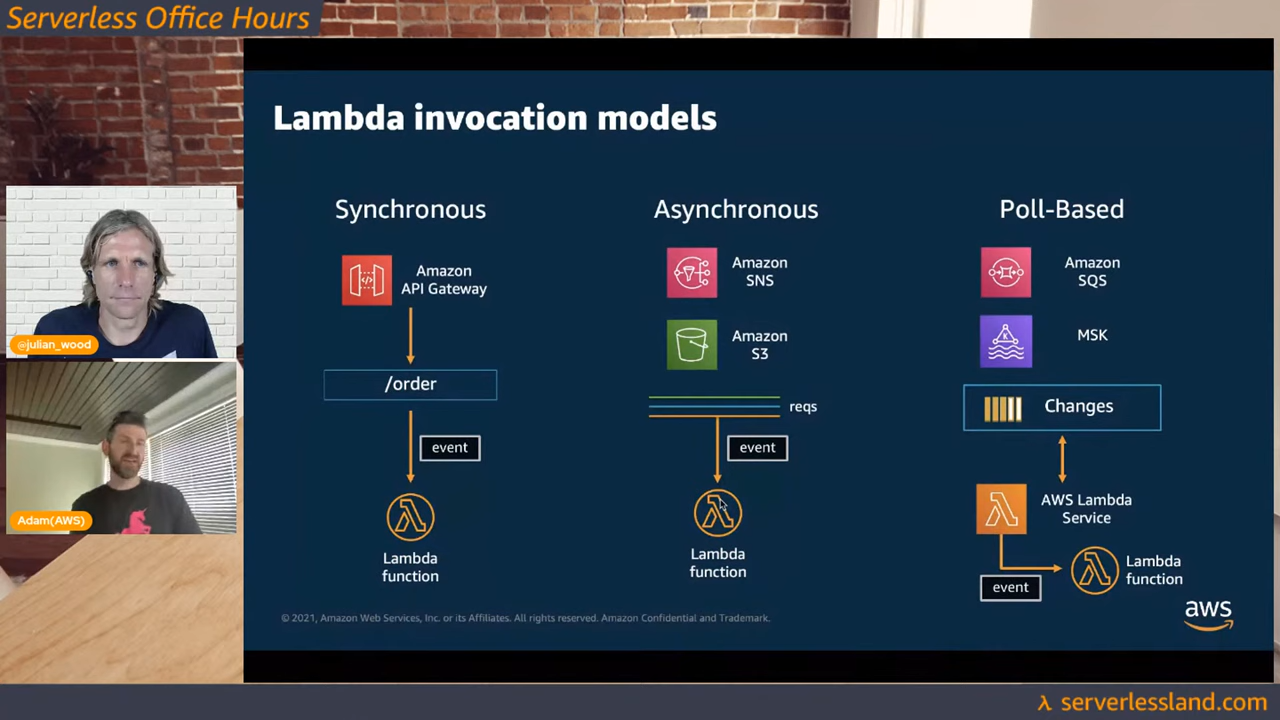 Serverless Office Hours
Lambda invocation models
Synchronous
Amazon
API Gateway
/order
event
Lambda
function
Asynchronous
Amazon
SNS
Amazon
S3
reqs
event
Lambda
function
Poll-Based
Amazon
SQS
MSK
Changes
AWS Lambda
Service
event
Lambda
function
@julian_wood
Adam(AWS)
© 2021, Amazon Web Services, Inc. or its Affiliates. All rights reserved. Amazon Confidential and Trademark.
aws
λ serverlessland.com